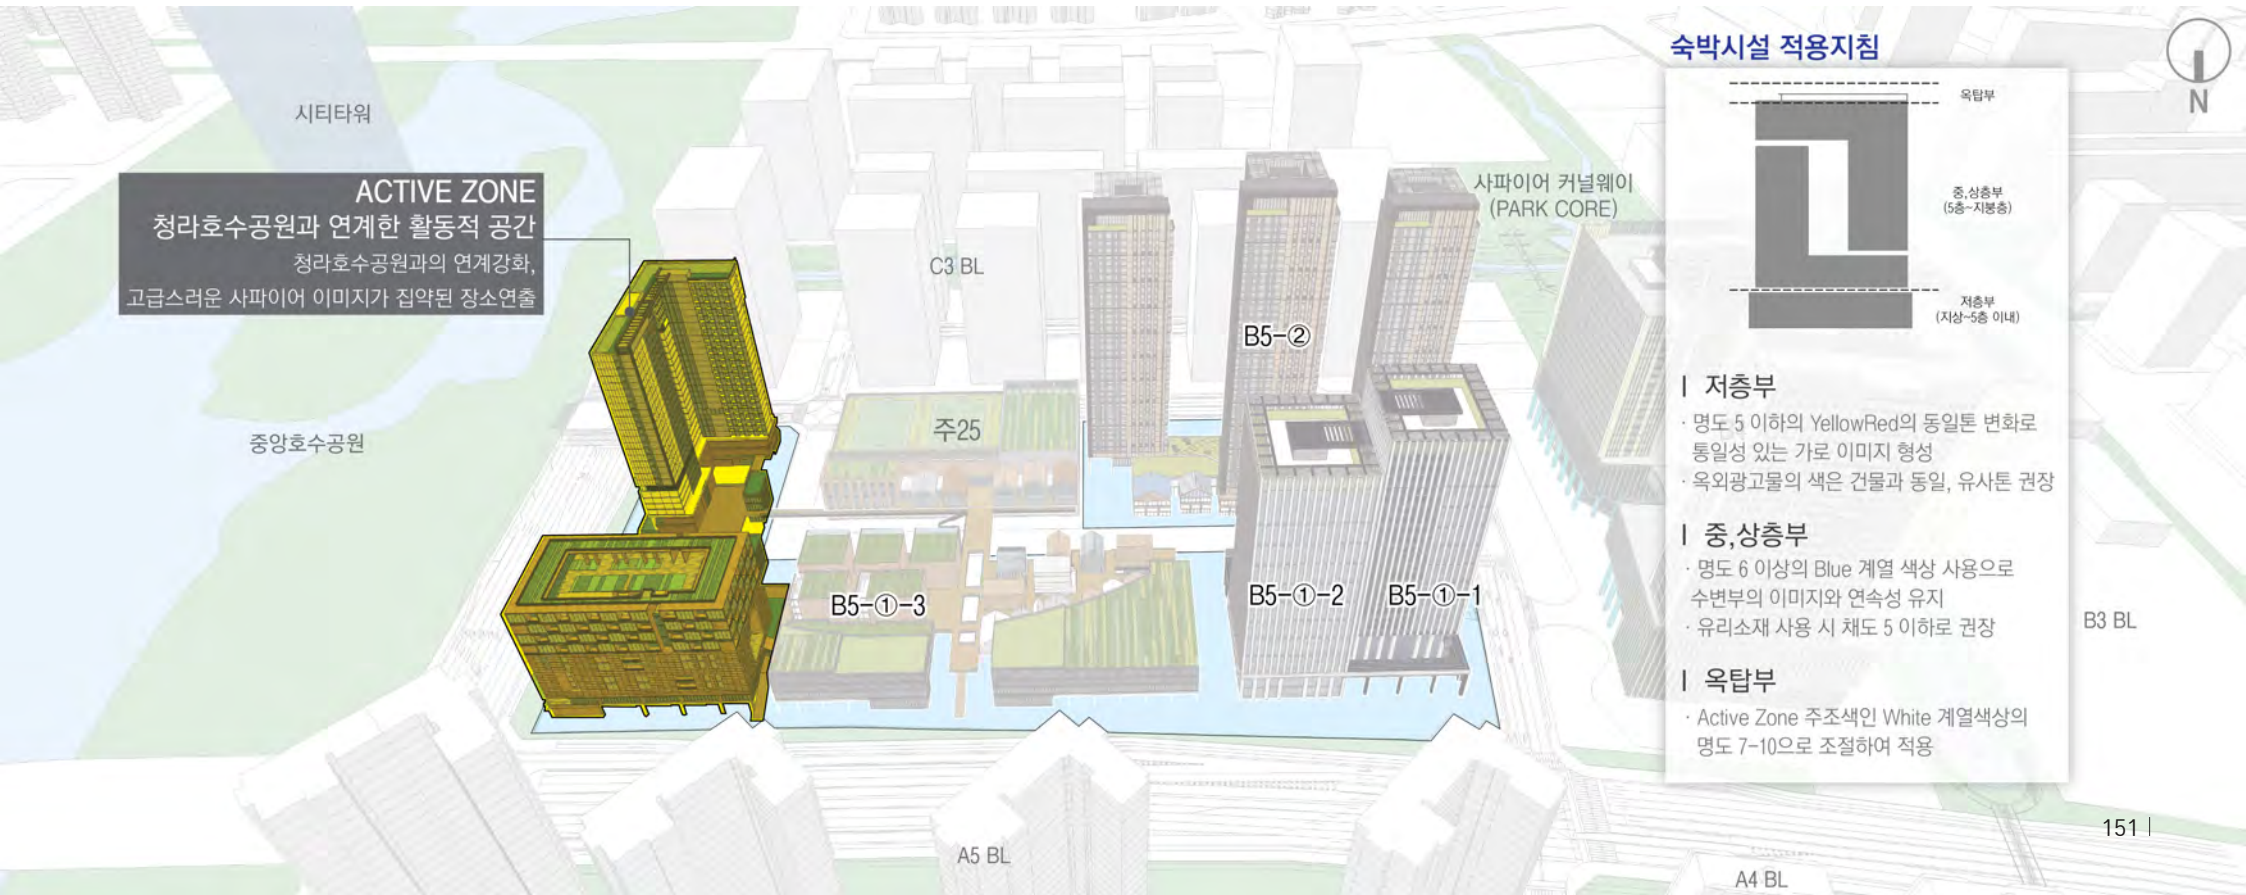 시티타워
ACTIVE ZONE
청라호수공원과 연계한 활동적 공간
청라호수공원과의 연계강화,
고급스러운 사파이어 이미지가 집약된 장소연출
중앙호수공원
C3 BL
주25
B5-②
사파이어 커널웨이
(PARK CORE)
B5-①-3
B5-①-2
B5-①-1
A5 BL
A4 BL
B3 BL
숙박시설 적용지침
옥탑부
중,상층부
(5층~지붕층)
저층부
(지상~5층 이내)
| 저층부
· 명도 5 이하의 YellowRed의 동일톤 변화로
통일성 있는 가로 이미지 형성
· 옥외광고물의 색은 건물과 동일, 유사톤 권장
| 중,상층부
· 명도 6 이상의 Blue 계열 색상 사용으로
수변부의 이미지와 연속성 유지
· 유리소재 사용 시 채도 5 이하로 권장
| 옥탑부
· Active Zone 주조색인 White 계열색상의
명도 7-10으로 조절하여 적용
N
151 |